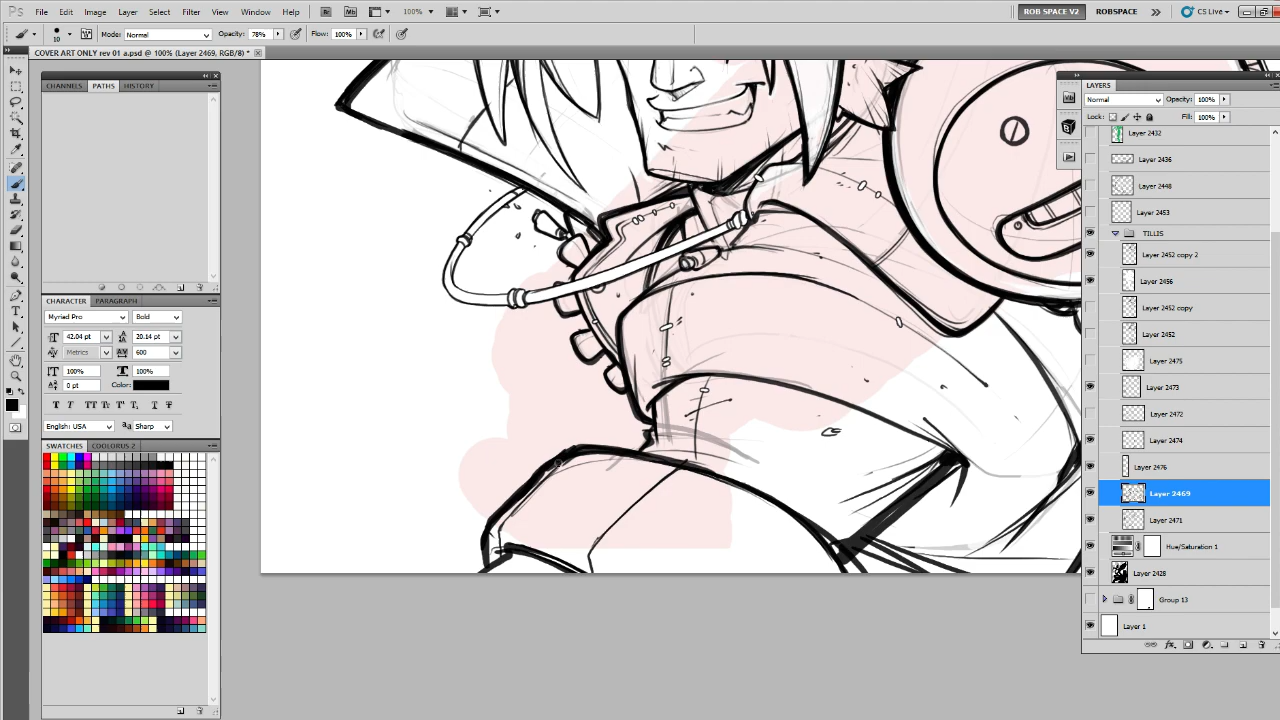 Ps File Edit Image Layer Select Filter View Window Help Br Mb 100% ROB SPACE V2 ROBSPACE CS Live
10 Mode: Normal Opacity: 78% Flow: 100%
COVER ART ONLY rev 01 a.psd @ 100% (Layer 2469, RGB/8) *
CHANNELS PATHS HISTORY
CHARACTER PARAGRAPH
Myriad Pro Bold
42.04 pt 20.14 pt
Metrics 600
100% 100%
0 pt Color:
English: USA Sharp
SWATCHES COOLORUS 2
LAYERS
Normal Opacity: 100%
Lock: Fill: 100%
Layer 2432
Layer 2436
Layer 2448
Layer 2453
TILLIS
Layer 2452 copy 2
Layer 2456
Layer 2452 copy
Layer 2452
Layer 2475
Layer 2473
Layer 2472
Layer 2474
Layer 2476
Layer 2469
Layer 2471
Hue/Saturation 1
Layer 2428
Group 13
Layer 1